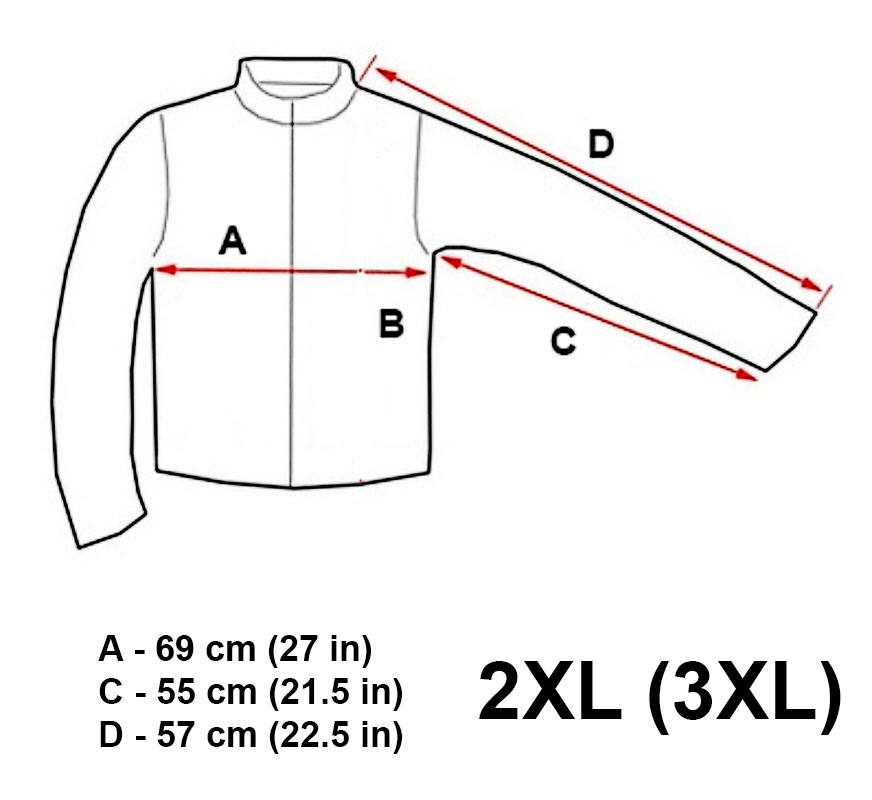 D
A
B
C
A - 69 cm (27 in)
C - 55 cm (21.5 in)
D - 57 cm (22.5 in)
2XL (3XL)